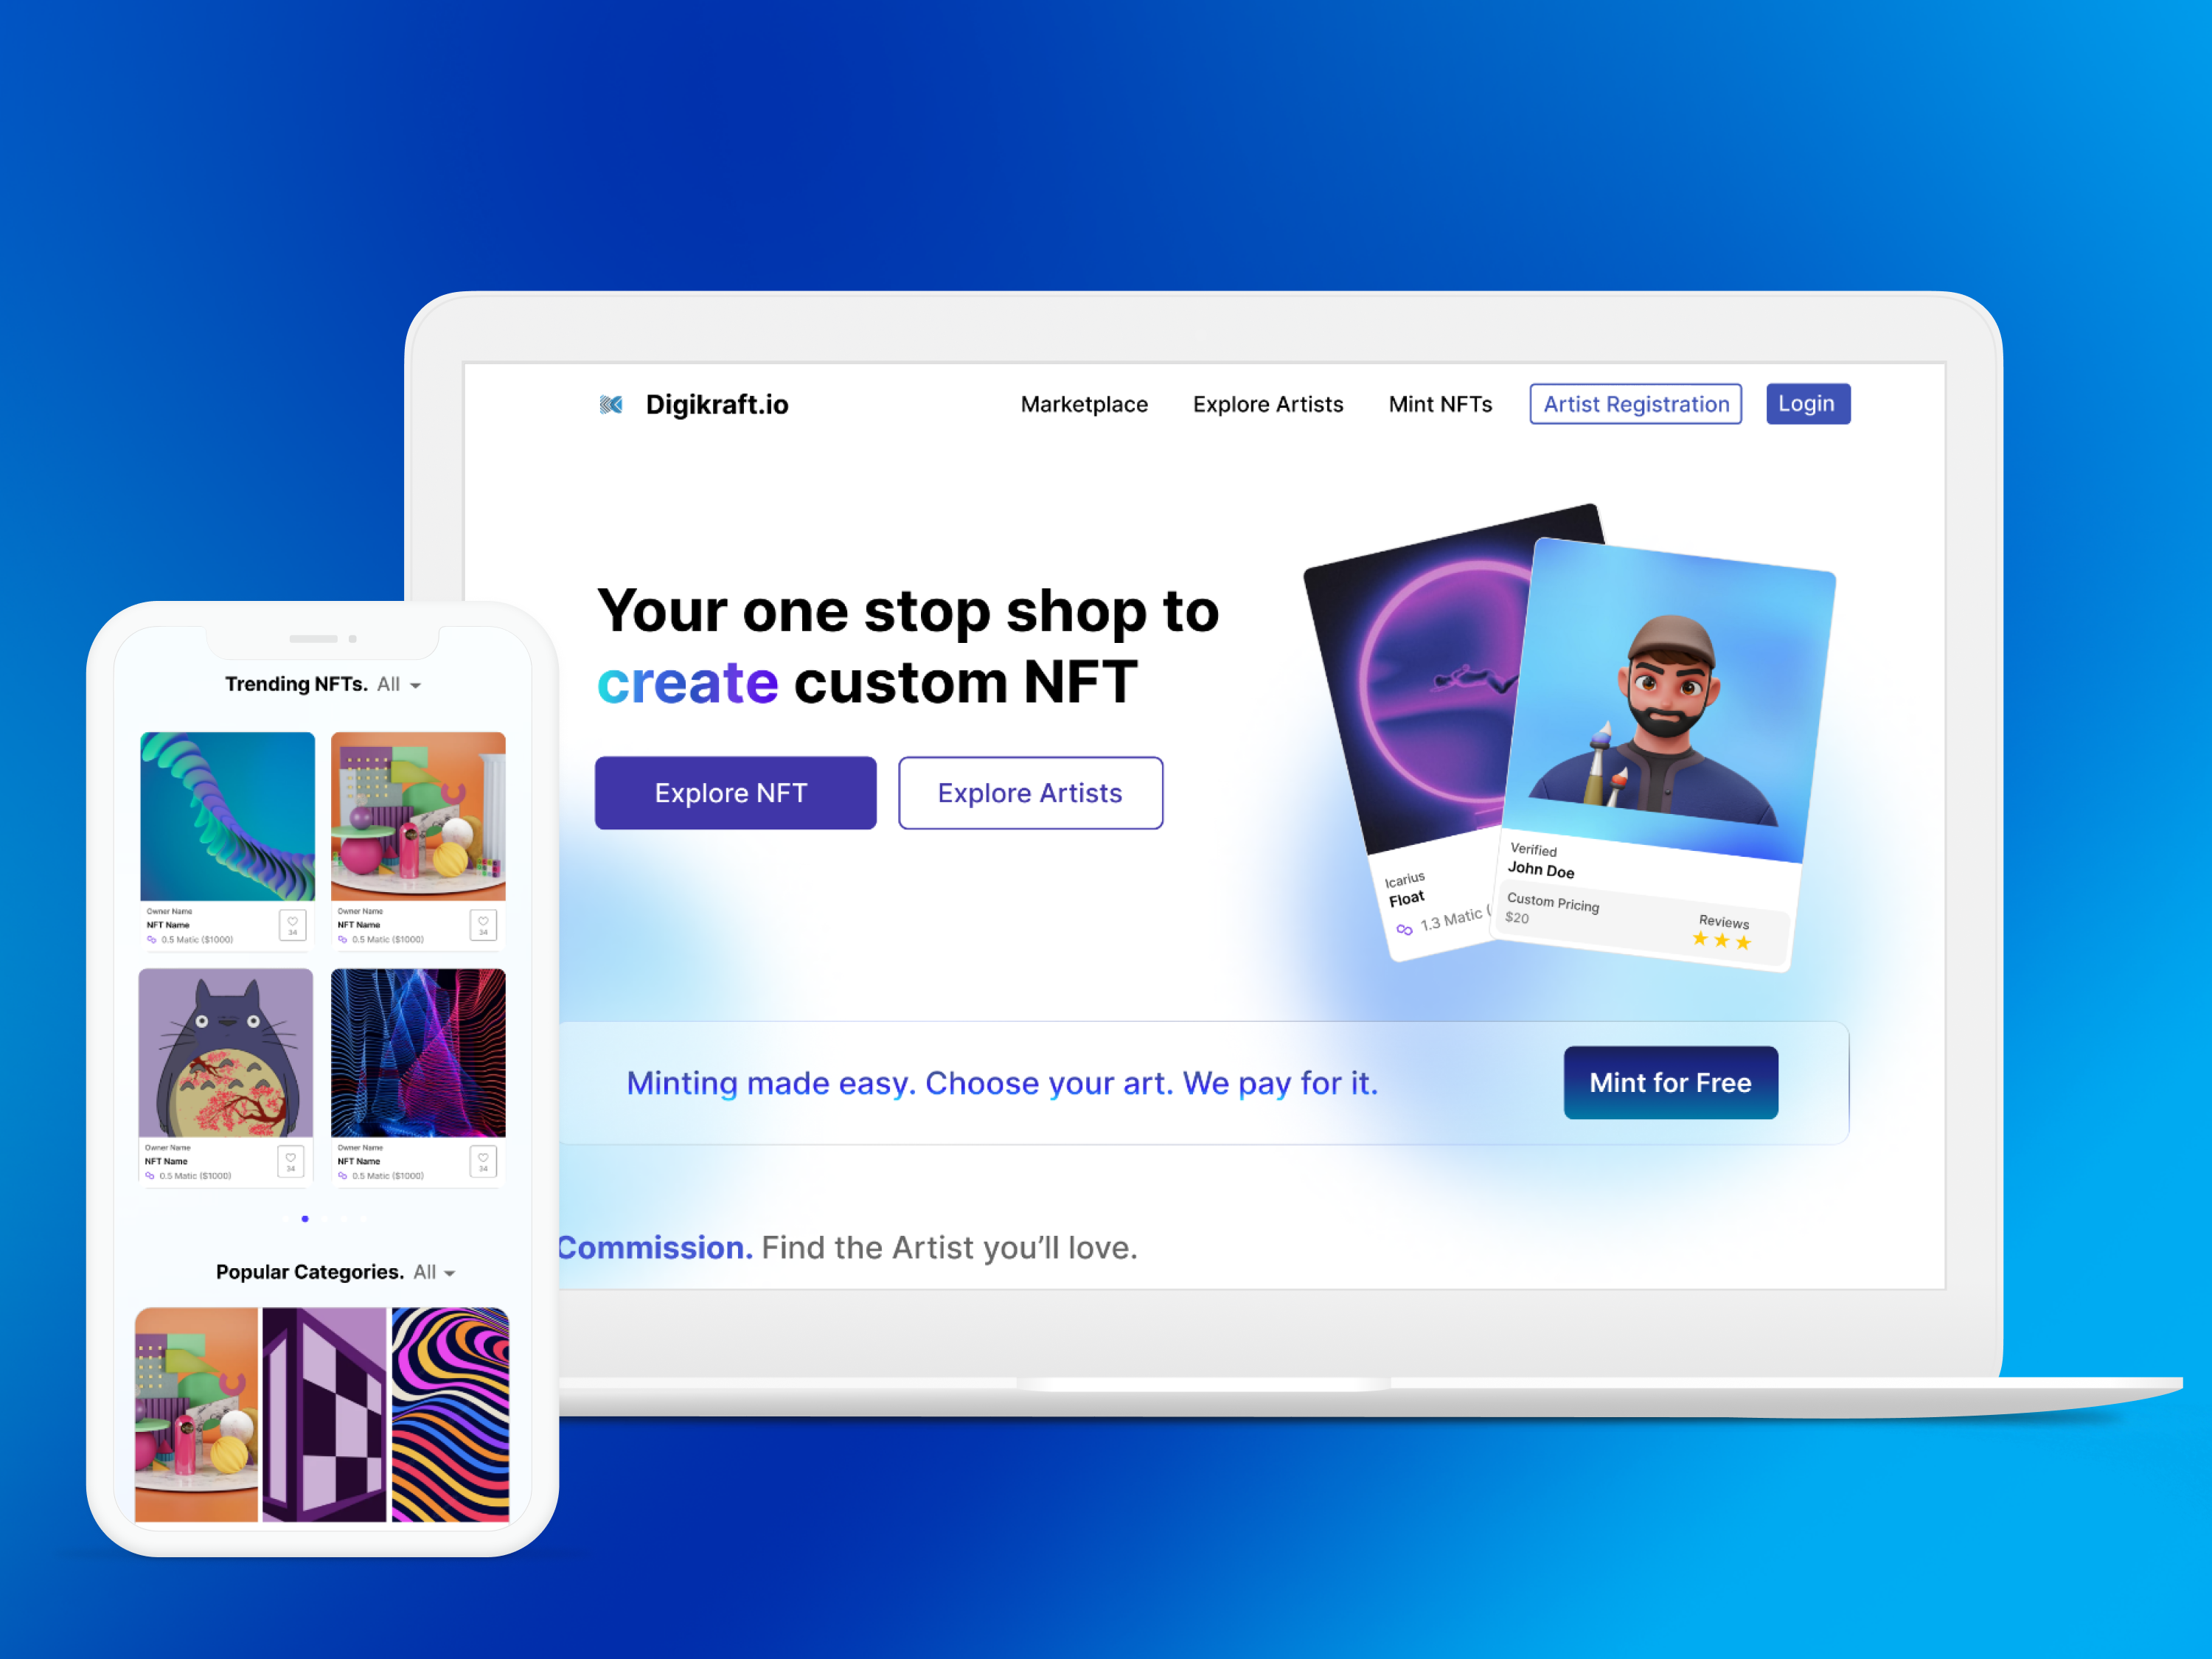 Digikraft.io
Marketplace
Explore Artists
Mint NFTs
Artist Registration
Login
Your one stop shop to
create custom NFT
Explore NFT
Explore Artists
Icarius
Float
1.3 Matic (
Verified
John Doe
Custom Pricing
$20
Reviews
Minting made easy. Choose your art. We pay for it.
Mint for Free
Commission. Find the Artist you'll love.
Trending NFTs. All
Owner Name
NFT Name
0.5 Matic ($1000)
34
Owner Name
NFT Name
0.5 Matic ($1000)
34
Owner Name
NFT Name
0.5 Matic ($1000)
34
Owner Name
NFT Name
0.5 Matic ($1000)
34
Popular Categories. All